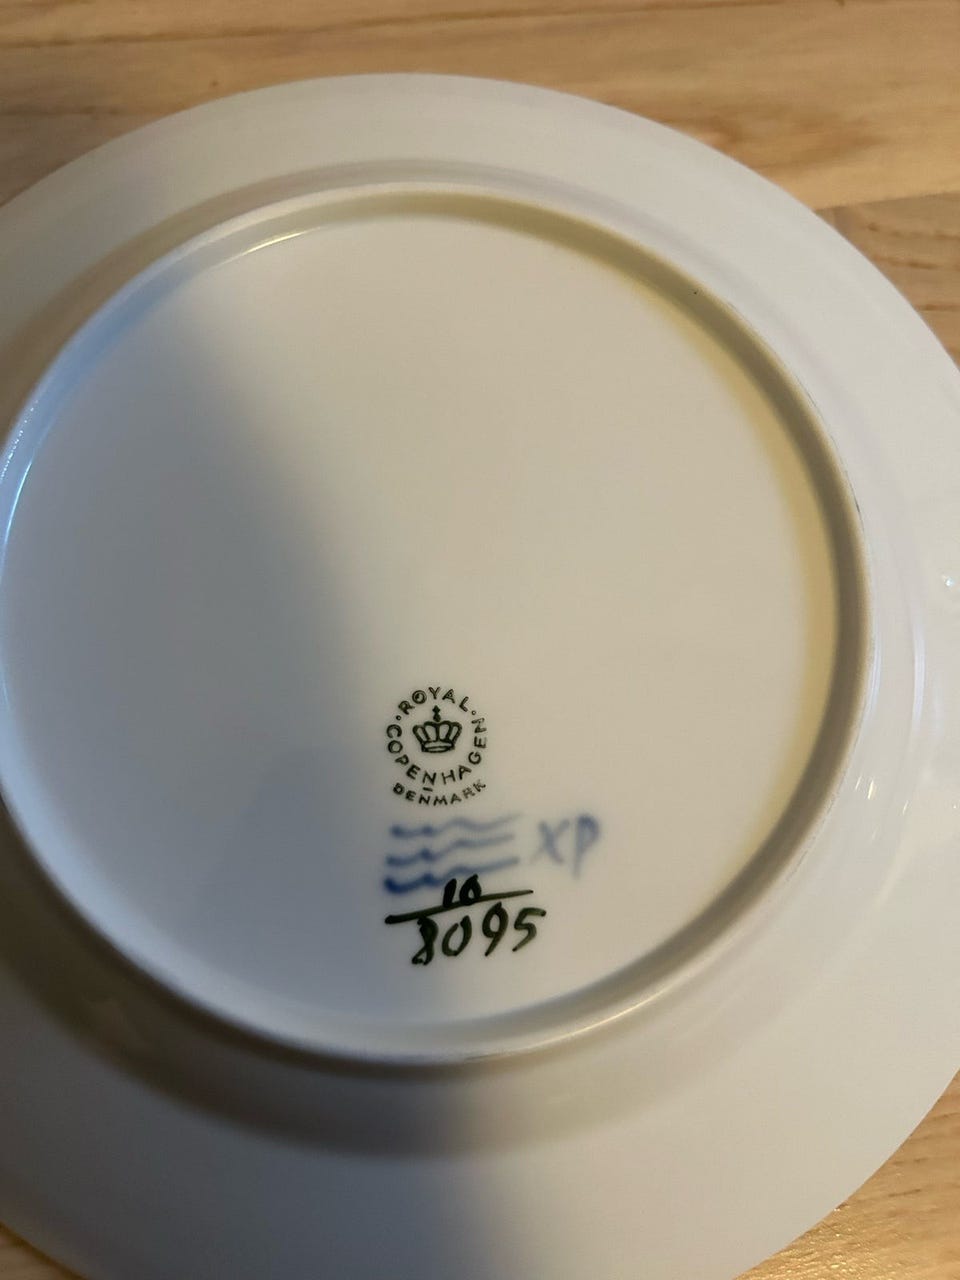 ROYAL
COPENHAGEN
DENMARK
XP
10
8095